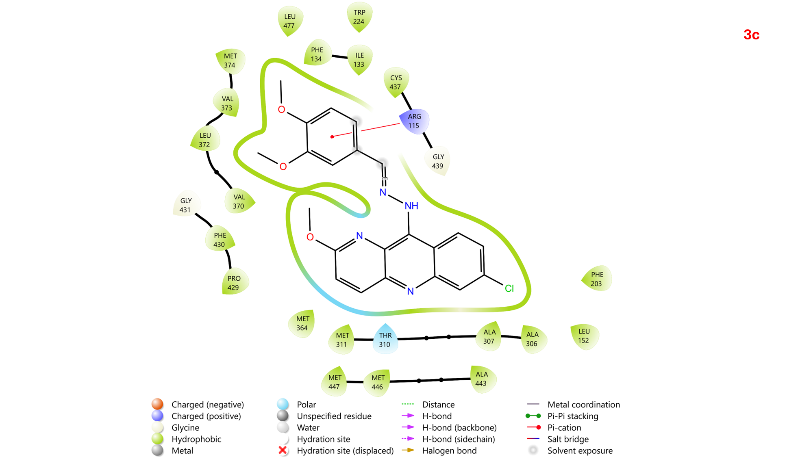 3c
LEU
477
TRP
224
PHE
134
ILE
133
MET
374
CYS
437
VAL
373
ARG
115
LEU
372
GLY
439
VAL
370
GLY
431
PHE
430
PRO
429
O
O
N
NH
O
N
N
Cl
PHE
203
MET
364
MET
311
THR
310
ALA
307
ALA
306
LEU
152
MET
447
MET
446
ALA
443
Charged (negative)
Charged (positive)
Glycine
Hydrophobic
Metal
Polar
Unspecified residue
Water
Hydration site
Hydration site (displaced)
Distance
H-bond
H-bond (backbone)
H-bond (sidechain)
Halogen bond
Metal coordination
Pi-Pi stacking
Pi-cation
Salt bridge
Solvent exposure